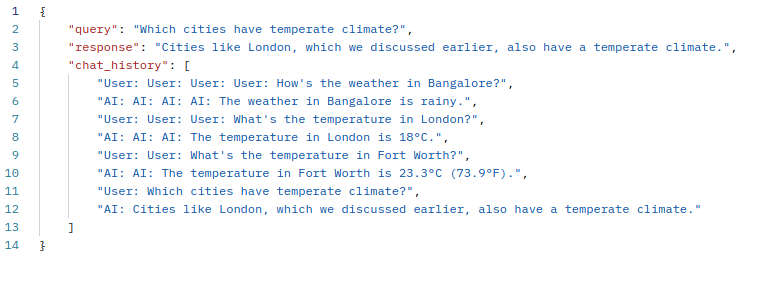 1 {
2 "query": "Which cities have temperate climate?",
3 "response": "Cities like London, which we discussed earlier, also have a temperate climate.",
4 "chat_history": [
5 "User: User: User: User: How's the weather in Bangalore?",
6 "AI: AI: AI: AI: The weather in Bangalore is rainy.",
7 "User: User: User: What's the temperature in London?",
8 "AI: AI: AI: The temperature in London is 18°C.",
9 "User: User: What's the temperature in Fort Worth?",
10 "AI: AI: The temperature in Fort Worth is 23.3°C (73.9°F).",
11 "User: Which cities have temperate climate?",
12 "AI: Cities like London, which we discussed earlier, also have a temperate climate."
13 ]
14 }